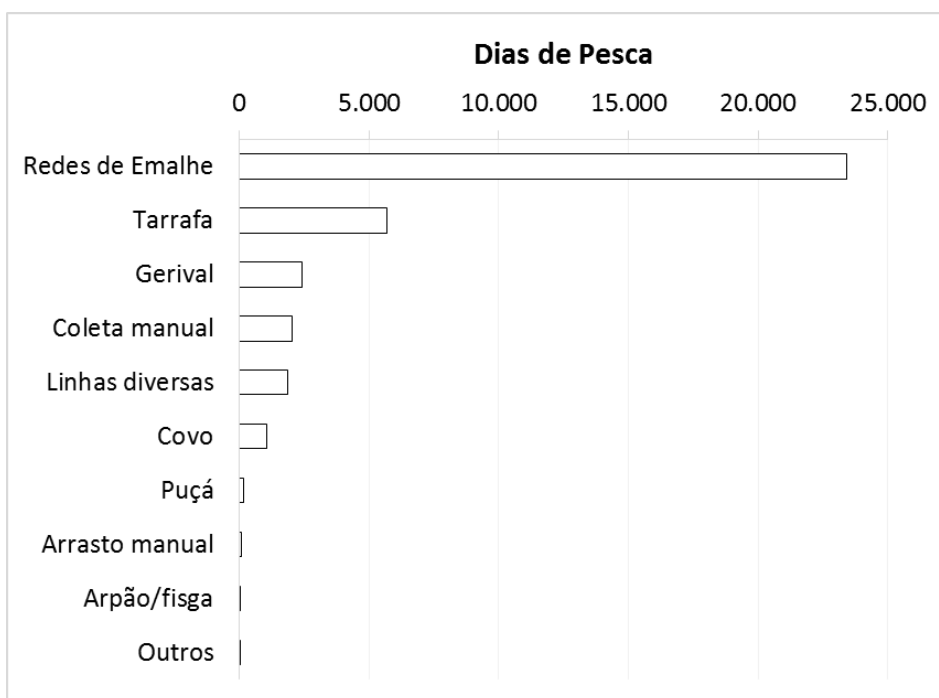 Dias de Pesca
0 5.000 10.000 15.000 20.000 25.000
Redes de Emalhe
Tarrafa
Gerival
Coleta manual
Linhas diversas
Covo
Puçá
Arrasto manual
Arpão/fisga
Outros